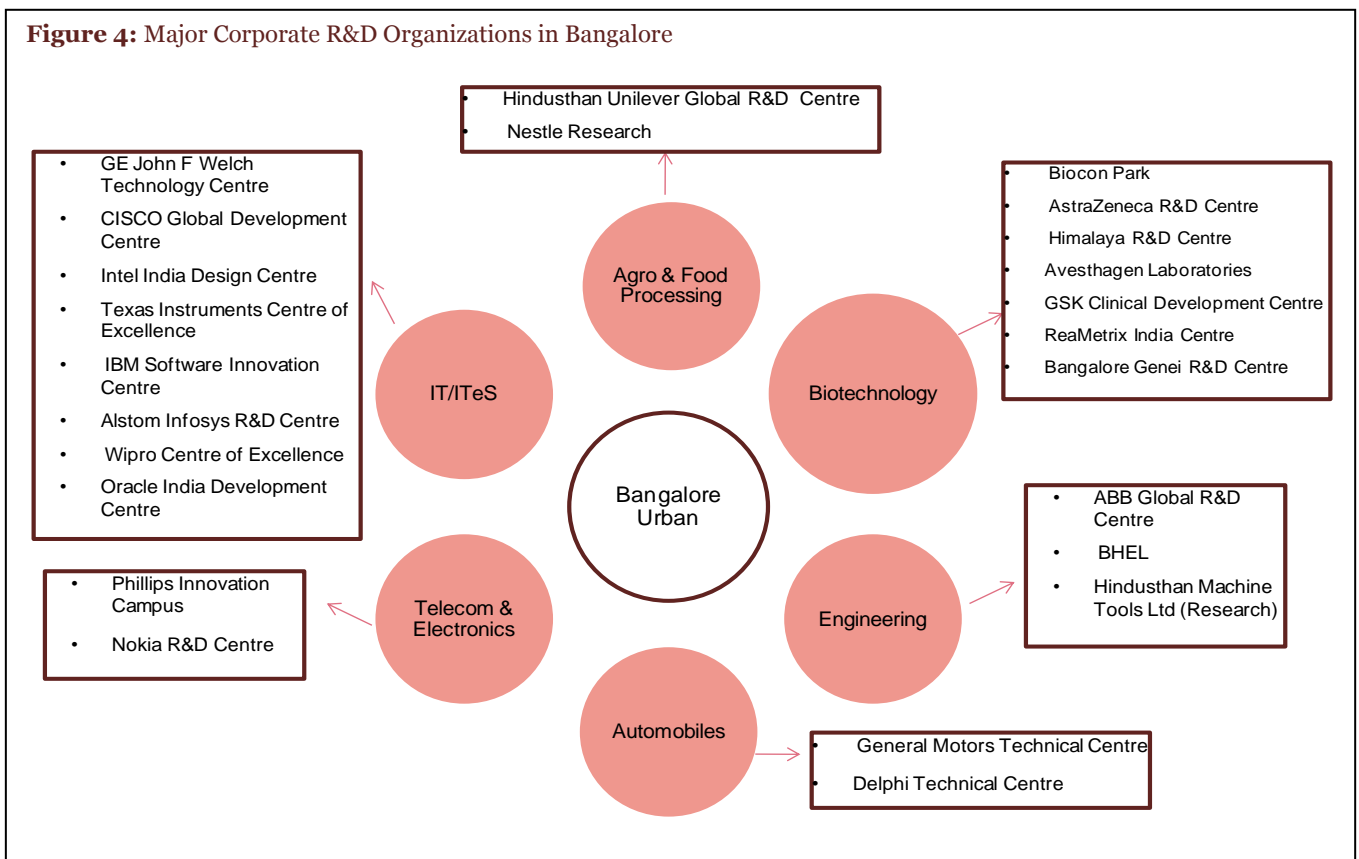 Figure 4: Major Corporate R&D Organizations in Bangalore
• Hindusthan Unilever Global R&D Centre
• Nestle Research
• GE John F Welch
Technology Centre
• CISCO Global Development
Centre
• Intel India Design Centre
• Texas Instruments Centre of
Excellence
• IBM Software Innovation
Centre
• Alstom Infosys R&D Centre
• Wipro Centre of Excellence
• Oracle India Development
Centre
• Biocon Park
• AstraZeneca R&D Centre
• Himalaya R&D Centre
• Avesthagen Laboratories
• GSK Clinical Development Centre
• ReaMetrix India Centre
• Bangalore Genei R&D Centre
Agro & Food
Processing
IT/ITeS
Biotechnology
Bangalore
Urban
• ABB Global R&D
Centre
• BHEL
• Hindusthan Machine
Tools Ltd (Research)
• Phillips Innovation
Campus
• Nokia R&D Centre
Telecom &
Electronics
Engineering
Automobiles
• General Motors Technical Centre
• Delphi Technical Centre